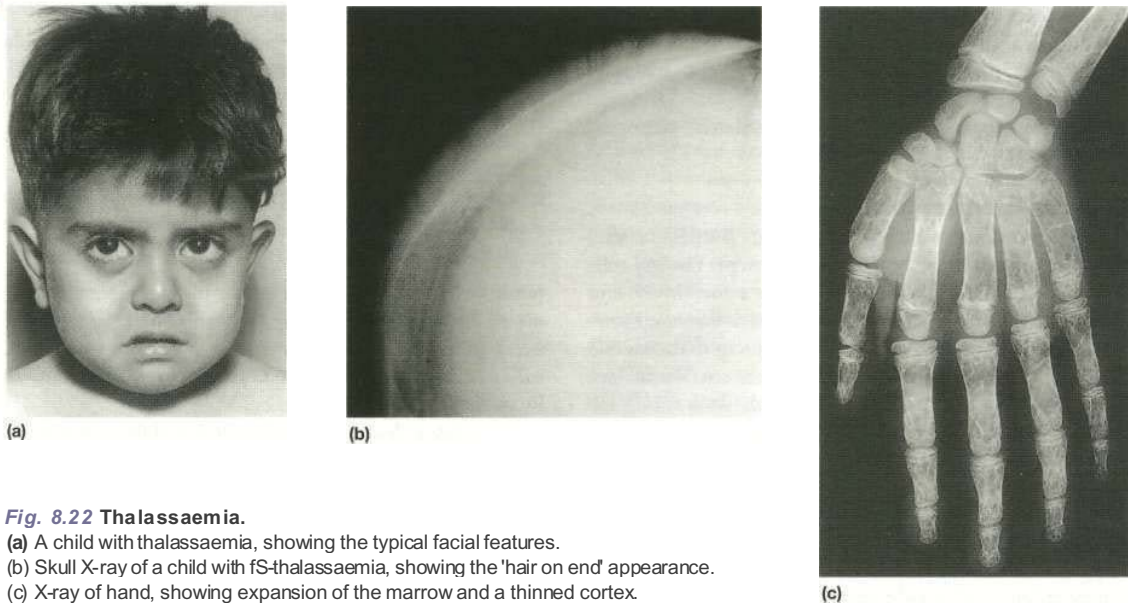 (a)
(b)
(c)
Fig. 8.22 Thalassaemia.
(a) A child with thalassaemia, showing the typical facial features.
(b) Skull X-ray of a child with fS-thalassaemia, showing the 'hair on end' appearance.
(c) X-ray of hand, showing expansion of the marrow and a thinned cortex.